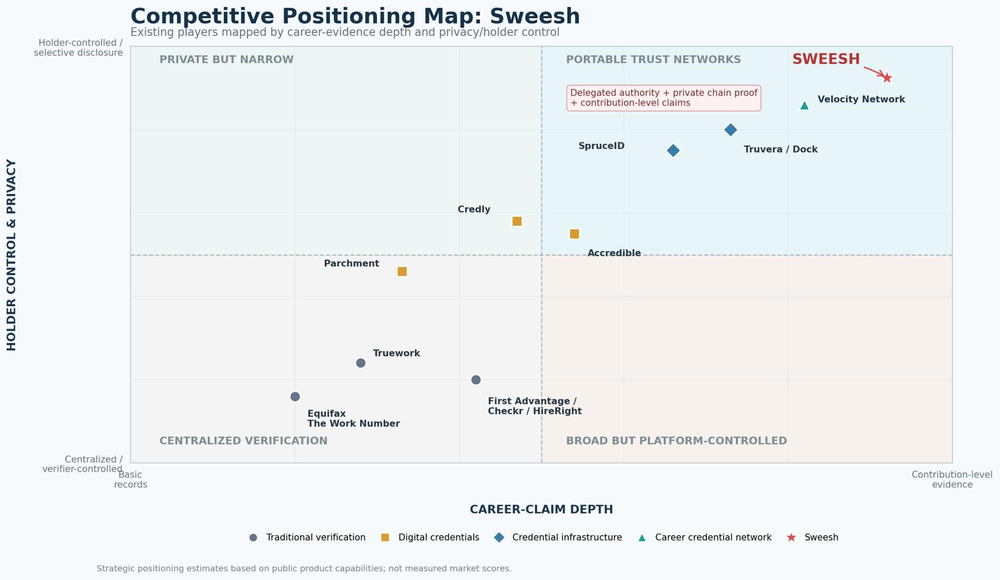 Competitive Positioning Map: Sweesh
Existing players mapped by career-evidence depth and privacy/holder control
Holder-controlled /
selective disclosure
PRIVATE BUT NARROW
PORTABLE TRUST NETWORKS
SWEESH
Delegated authority + private chain proof
+ contribution-level claims
Velocity Network
SpruceID
Truvera / Dock
Credly
Accredible
Parchment
HOLDER CONTROL & PRIVACY
Truework
First Advantage /
Checkr / HireRight
Equifax
The Work Number
CENTRALIZED VERIFICATION
BROAD BUT PLATFORM-CONTROLLED
Centralized /
verifier-controlled
Basic
records
Contribution-level
evidence
CAREER-CLAIM DEPTH
Traditional verification
Digital credentials
Credential infrastructure
Career credential network
Sweesh
Strategic positioning estimates based on public product capabilities; not measured market scores.